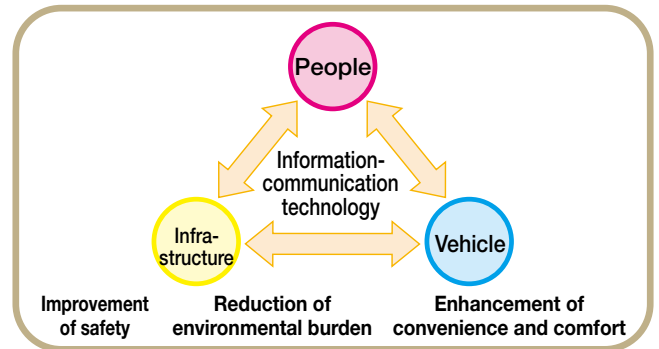 People
Information-
communication
technology
Infra-
structure
Vehicle
Improvement
of safety
Reduction of
environmental burden
Enhancement of
convenience and comfort